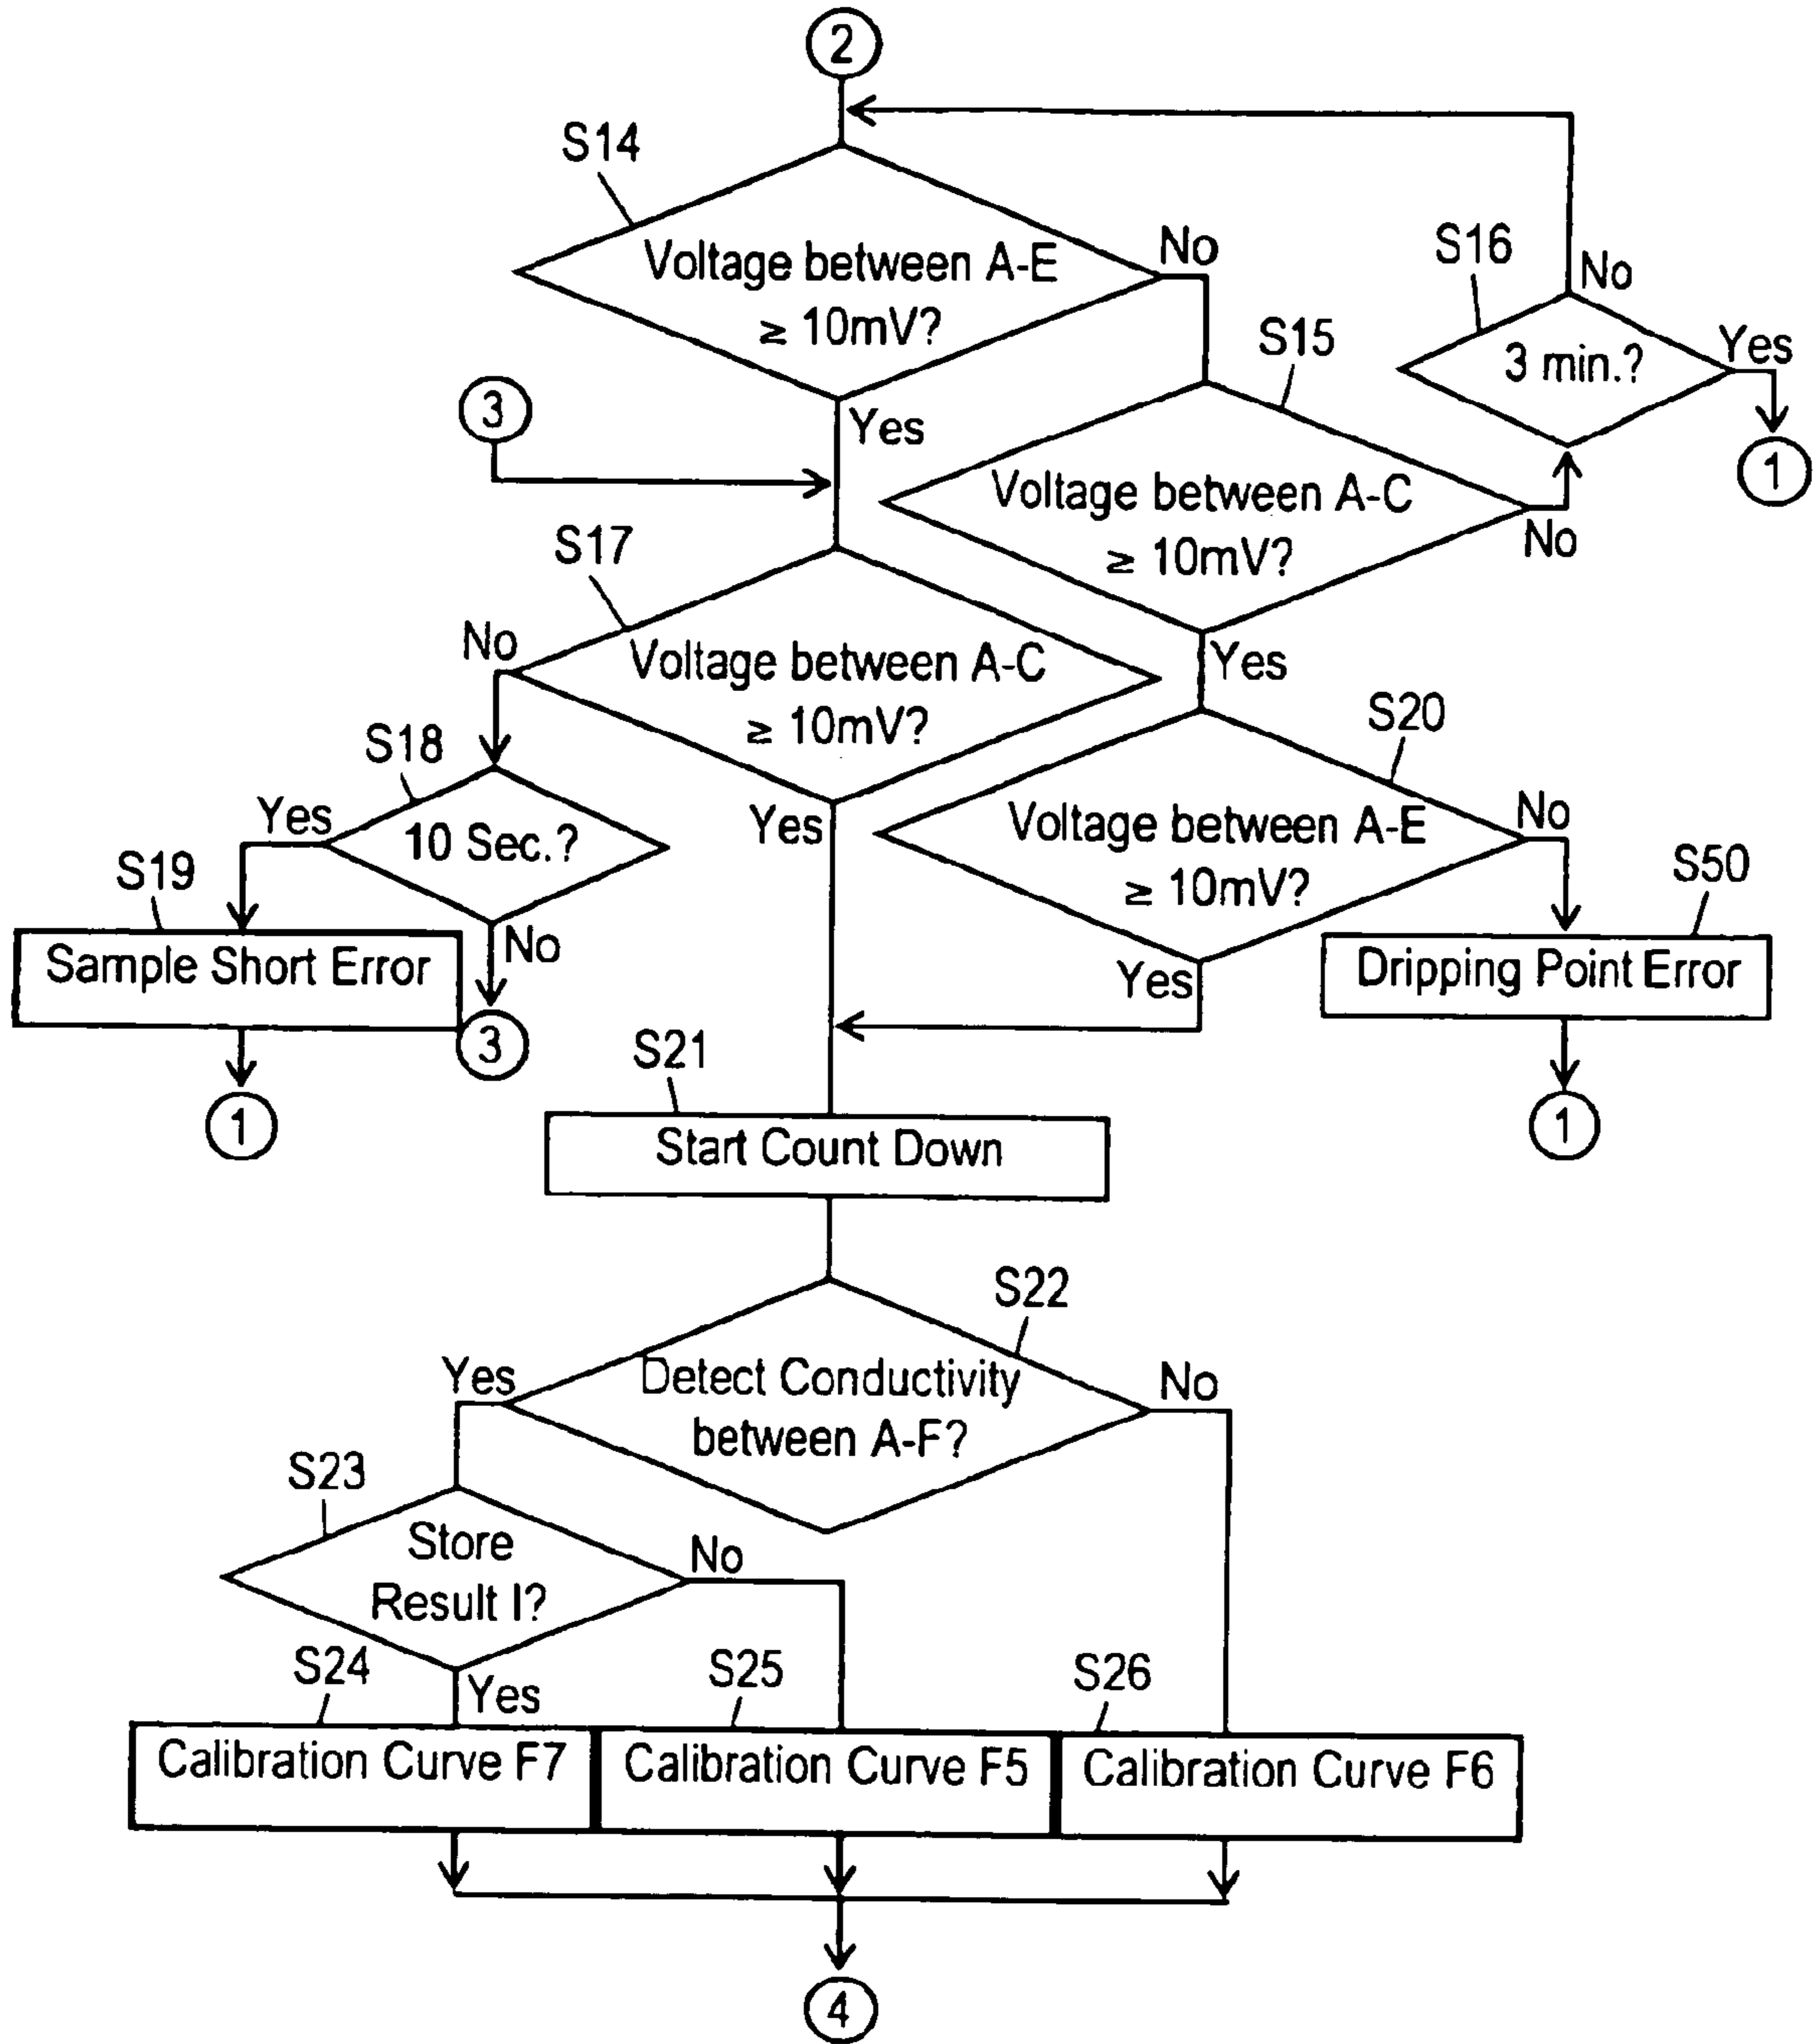 2
S14
Voltage between A-E
≥ 10mV?
No
S16
No
3 min.?
Yes
1
S15
3
Yes
Voltage between A-C
≥ 10mV?
No
S17
No
Voltage between A-C
≥ 10mV?
Yes
S20
S18
Yes
10 Sec.?
Yes
Voltage between A-E
≥ 10mV?
No
S19
No
S50
Sample Short Error
Yes
Dripping Point Error
3
1
1
S21
Start Count Down
S22
Yes
Detect Conductivity
between A-F?
No
S23
Store
Result I?
No
S24
Yes
S25
S26
Calibration Curve F7
Calibration Curve F5
Calibration Curve F6
4